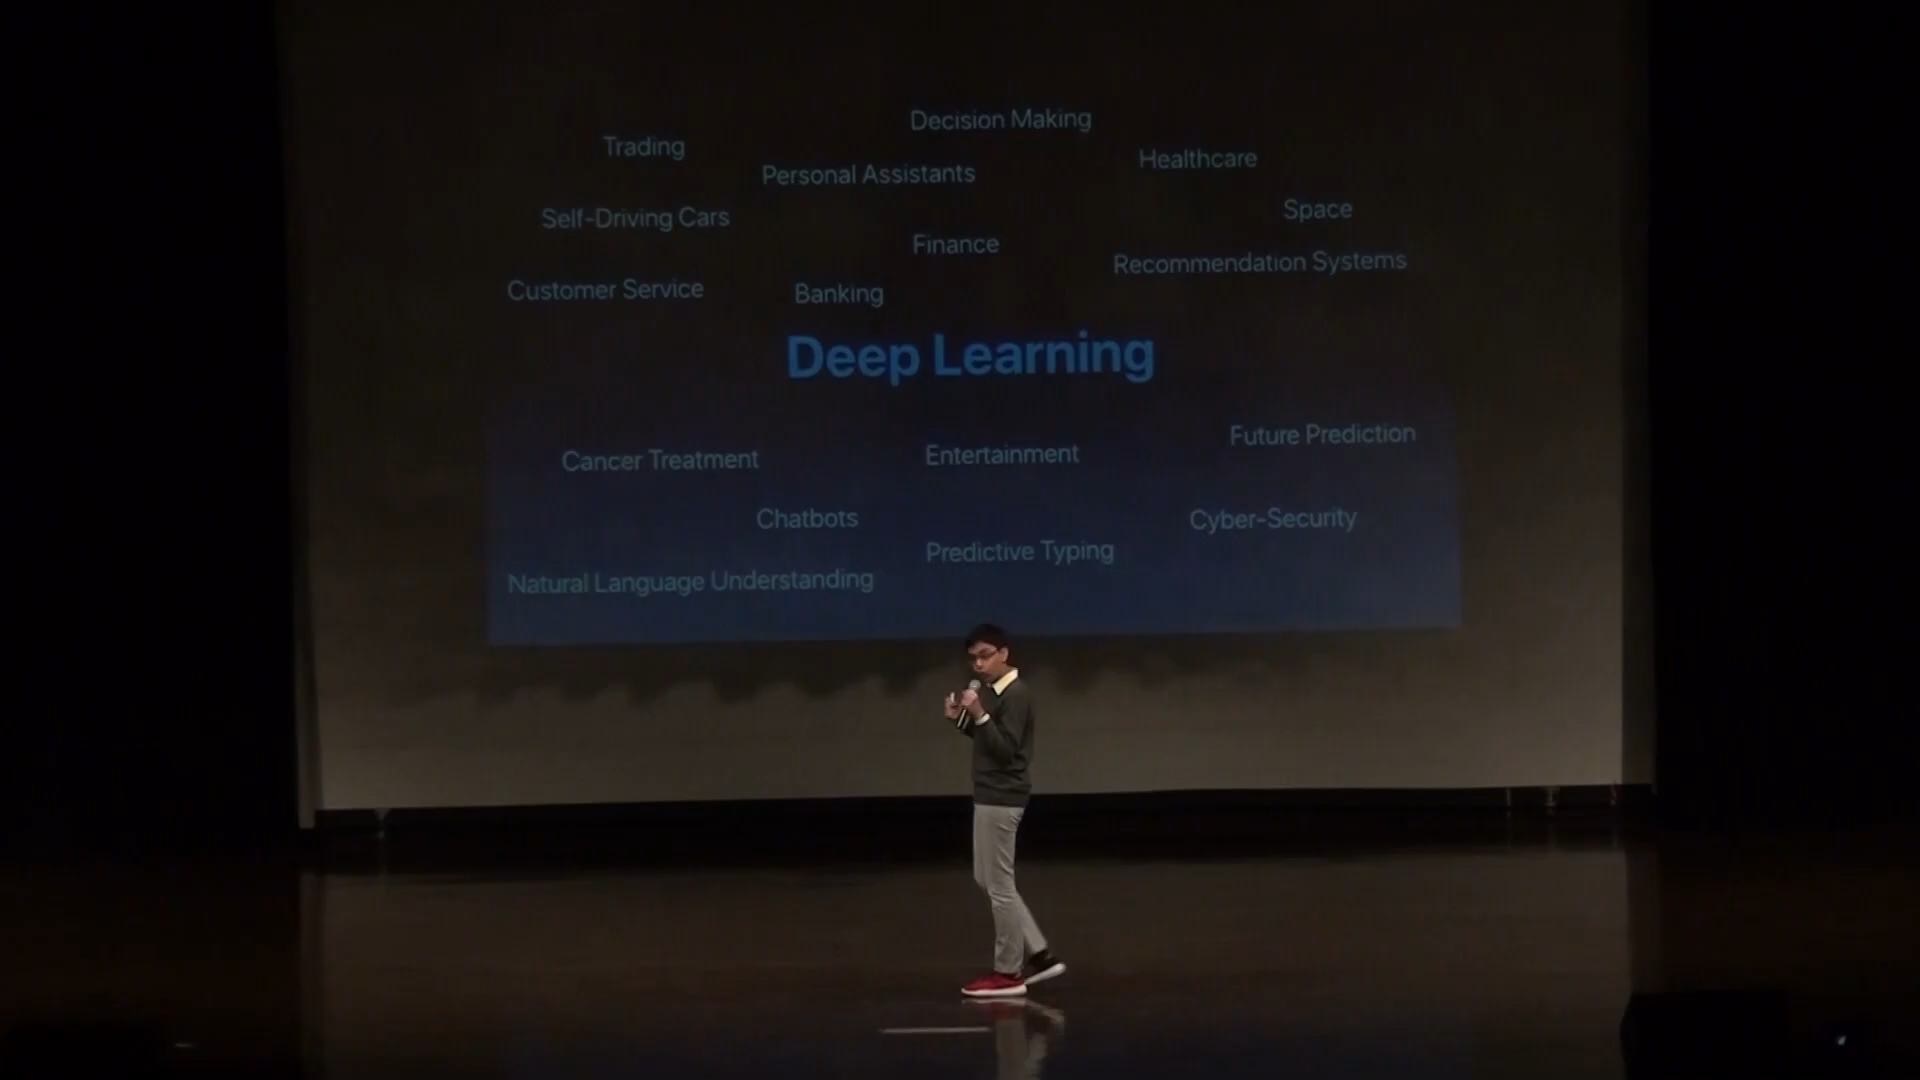 Decision Making
Trading
Healthcare
Personal Assistants
Space
Self-Driving Cars
Finance
Recommendation Systems
Customer Service
Banking
Deep Learning
Future Prediction
Cancer Treatment
Entertainment
Chatbots
Cyber-Security
Predictive Typing
Natural Language Understanding